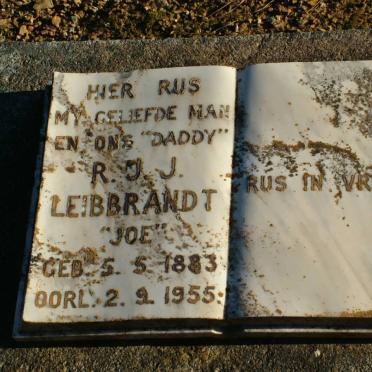 HIER RUS
MY GELIEFDE MAN
EN ONS "DADDY"
R J J
LEIBBRANDT
"JOE"
GEB. 5. 5. 1883
OORL. 2. 9. 1955.
RUS IN VR